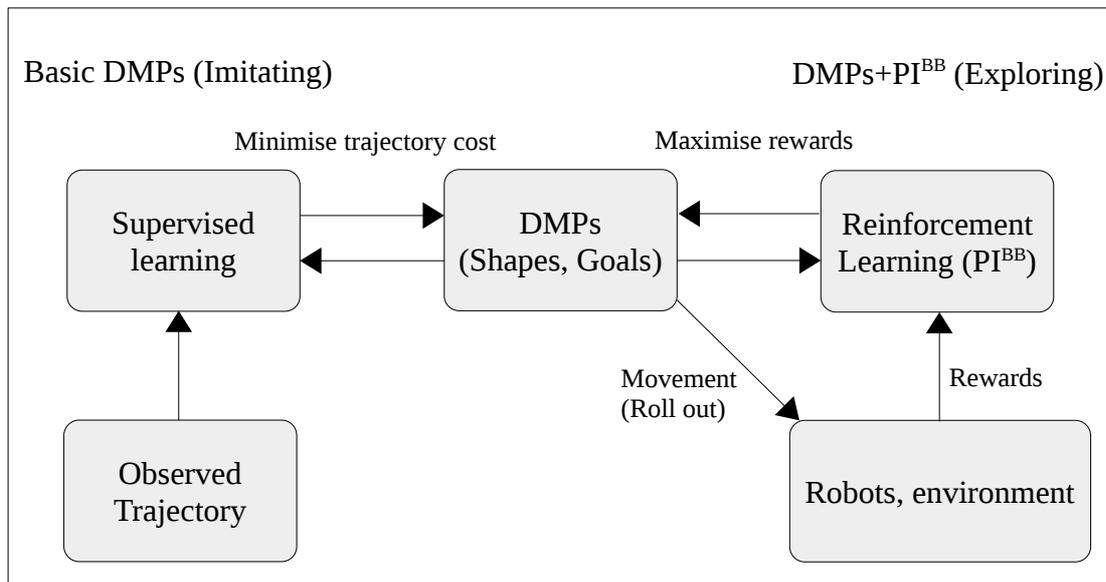 Basic DMPs (Imitating)
DMPs+PI^BB (Exploring)
Minimise trajectory cost
Maximise rewards
Supervised
learning
DMPs
(Shapes, Goals)
Reinforcement
Learning (PI^BB)
Movement
(Roll out)
Rewards
Observed
Trajectory
Robots, environment